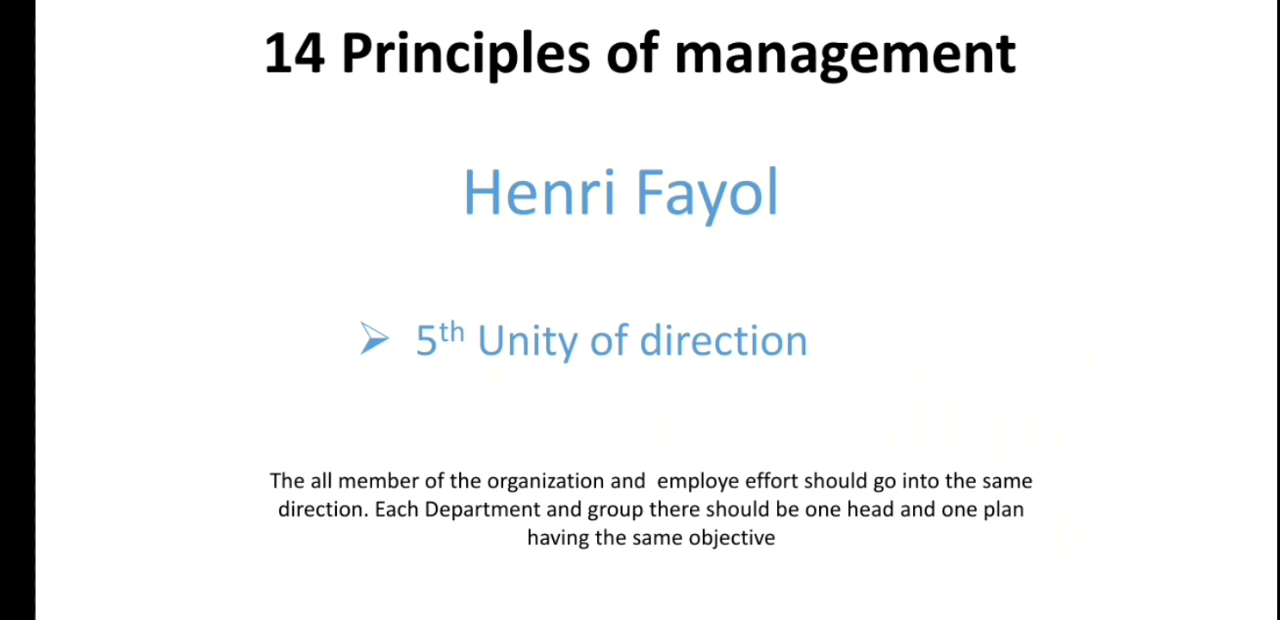 14 Principles of management
Henri Fayol
➢ 5th Unity of direction
The all member of the organization and employe effort should go into the same
direction. Each Department and group there should be one head and one plan
having the same objective